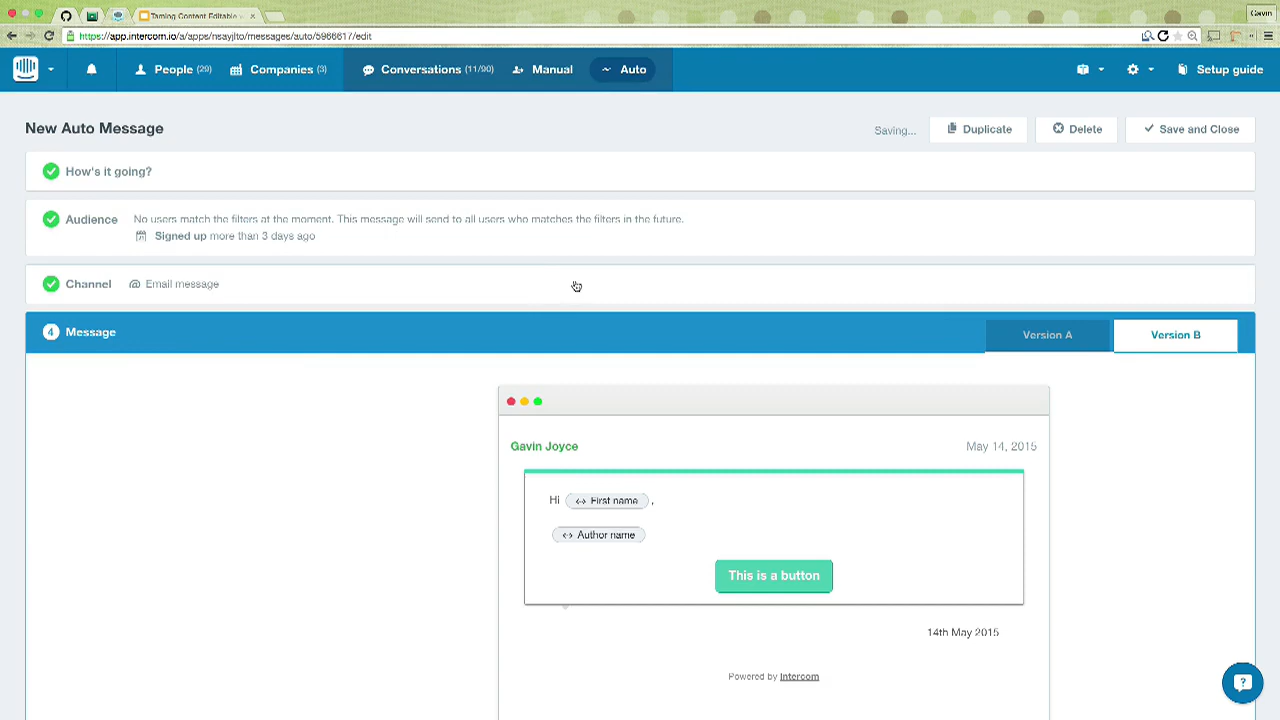 Taming Content Editable
Gavin
https://app.intercom.io/a/apps/nsayjlto/messages/auto/5966617/edit
People (29)
Companies (3)
Conversations (11/90)
Manual
Auto
Setup guide
New Auto Message
Saving...
Duplicate
Delete
Save and Close
How's it going?
Audience
No users match the filters at the moment. This message will send to all users who matches the filters in the future.
Signed up more than 3 days ago
Channel
@ Email message
4 Message
Version A
Version B
Gavin Joyce
May 14, 2015
Hi <-> First name ,
<-> Author name
This is a button
14th May 2015
Powered by Intercom
?